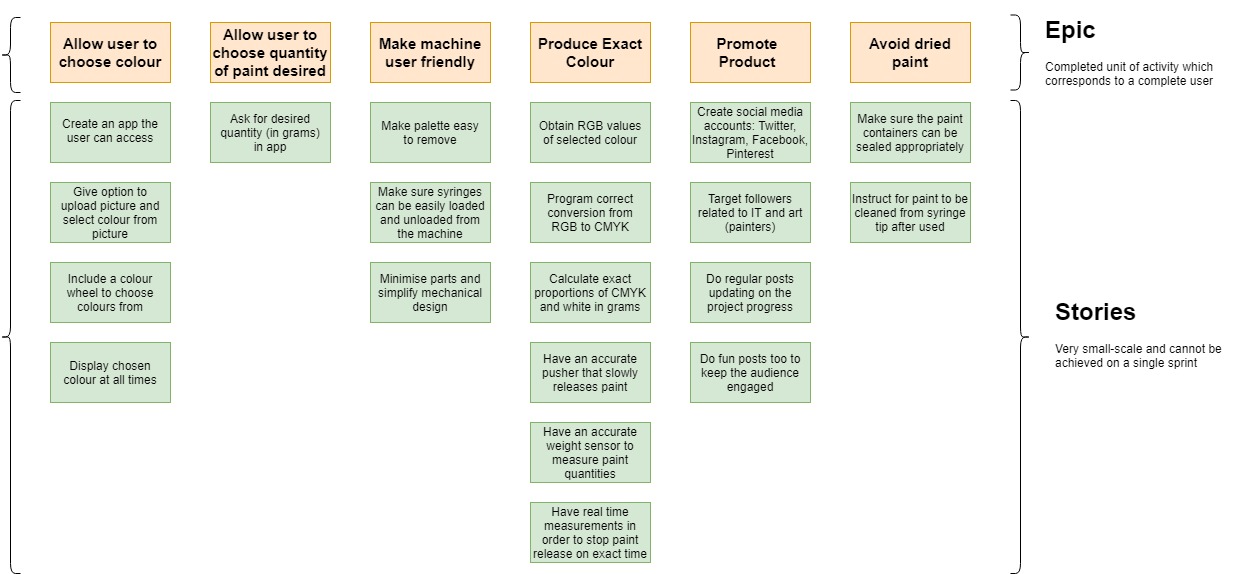 Allow user to
choose colour
Allow user to
choose quantity
of paint desired
Make machine
user friendly
Produce Exact
Colour
Promote
Product
Avoid dried
paint
Epic
Completed unit of activity which
corresponds to a complete user
Create an app the
user can access
Ask for desired
quantity (in grams)
in app
Make palette easy
to remove
Obtain RGB values
of selected colour
Create social media
accounts: Twitter,
Instagram, Facebook,
Pinterest
Make sure the paint
containers can be
sealed appropriately
Give option to
upload picture and
select colour from
picture
Make sure syringes
can be easily loaded
and unloaded from
the machine
Program correct
conversion from
RGB to CMYK
Target followers
related to IT and art
(painters)
Instruct for paint to be
cleaned from syringe
tip after used
Include a colour
wheel to choose
colours from
Minimise parts and
simplify mechanical
design
Calculate exact
proportions of CMYK
and white in grams
Do regular posts
updating on the
project progress
Stories
Very small-scale and cannot be
achieved on a single sprint
Display chosen
colour at all times
Have an accurate
pusher that slowly
releases paint
Do fun posts too to
keep the audience
engaged
Have an accurate
weight sensor to
measure paint
quantities
Have real time
measurements in
order to stop paint
release on exact time